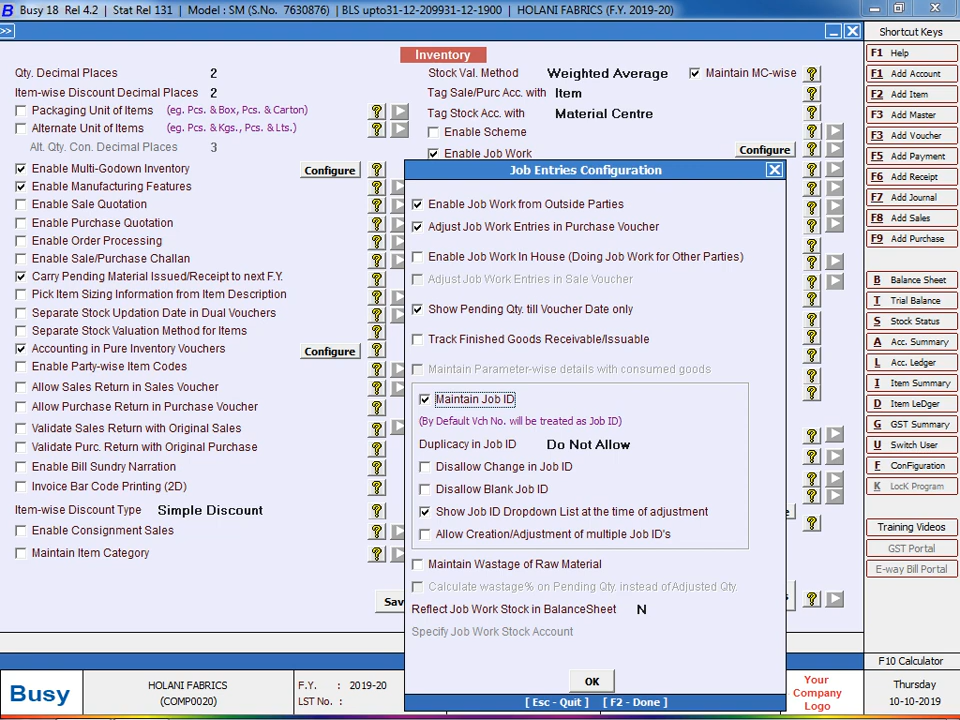 Busy 18 Rel 4.2 | Stat Rel 131 | Model : SM (S.No. 7630876) | BLS upto31-12-209931-12-1900 | HOLANI FABRICS (F.Y. 2019-20)
>>
Inventory
Qty. Decimal Places 2
Item-wise Discount Decimal Places 2
Packaging Unit of Items (eg. Pcs. & Box, Pcs. & Carton) ?
Alternate Unit of Items (eg. Pcs. & Kgs., Pcs. & Lts.) ?
Alt. Qty. Con. Decimal Places 3
Enable Multi-Godown Inventory Configure ?
Enable Manufacturing Features ?
Enable Sale Quotation ?
Enable Purchase Quotation ?
Enable Order Processing ?
Enable Sale/Purchase Challan ?
Carry Pending Material Issued/Receipt to next F.Y. ?
Pick Item Sizing Information from Item Description ?
Separate Stock Updation Date in Dual Vouchers ?
Separate Stock Valuation Method for Items ?
Accounting in Pure Inventory Vouchers Configure ?
Enable Party-wise Item Codes ?
Allow Sales Return in Sales Voucher ?
Allow Purchase Return in Purchase Voucher ?
Validate Sales Return with Original Sales ?
Validate Purc. Return with Original Purchase ?
Enable Bill Sundry Narration ?
Invoice Bar Code Printing (2D) ?
Item-wise Discount Type Simple Discount ?
Enable Consignment Sales ?
Maintain Item Category ?
Sav
Stock Val. Method Weighted Average Maintain MC-wise ?
Tag Sale/Purc Acc. with Item ?
Tag Stock Acc. with Material Centre ?
Enable Scheme ?
Enable Job Work Configure ?
Job Entries Configuration
Enable Job Work from Outside Parties
Adjust Job Work Entries in Purchase Voucher
Enable Job Work In House (Doing Job Work for Other Parties)
Adjust Job Work Entries in Sale Voucher
Show Pending Qty. till Voucher Date only
Track Finished Goods Receivable/Issuable
Maintain Parameter-wise details with consumed goods
Maintain Job ID
(By Default Vch No. will be treated as Job ID)
Duplicacy in Job ID Do Not Allow
Disallow Change in Job ID
Disallow Blank Job ID
Show Job ID Dropdown List at the time of adjustment
Allow Creation/Adjustment of multiple Job ID's
Maintain Wastage of Raw Material
Calculate wastage% on Pending Qty. instead of Adjusted Qty.
Reflect Job Work Stock in BalanceSheet N
Specify Job Work Stock Account
OK
[ Esc - Quit ] [ F2 - Done ]
Shortcut Keys
F1 Help
F1 Add Account
F2 Add Item
F3 Add Master
F3 Add Voucher
F5 Add Payment
F6 Add Receipt
F7 Add Journal
F8 Add Sales
F9 Add Purchase
B Balance Sheet
T Trial Balance
S Stock Status
A Acc. Summary
L Acc. Ledger
I Item Summary
D Item LeDger
G GST Summary
U Switch User
F ConFiguration
K LocK Program
Training Videos
GST Portal
E-way Bill Portal
F10 Calculator
Busy
HOLANI FABRICS
(COMP0020)
F.Y. : 2019-20
LST No. :
Your
Company
Logo
Thursday
10-10-2019